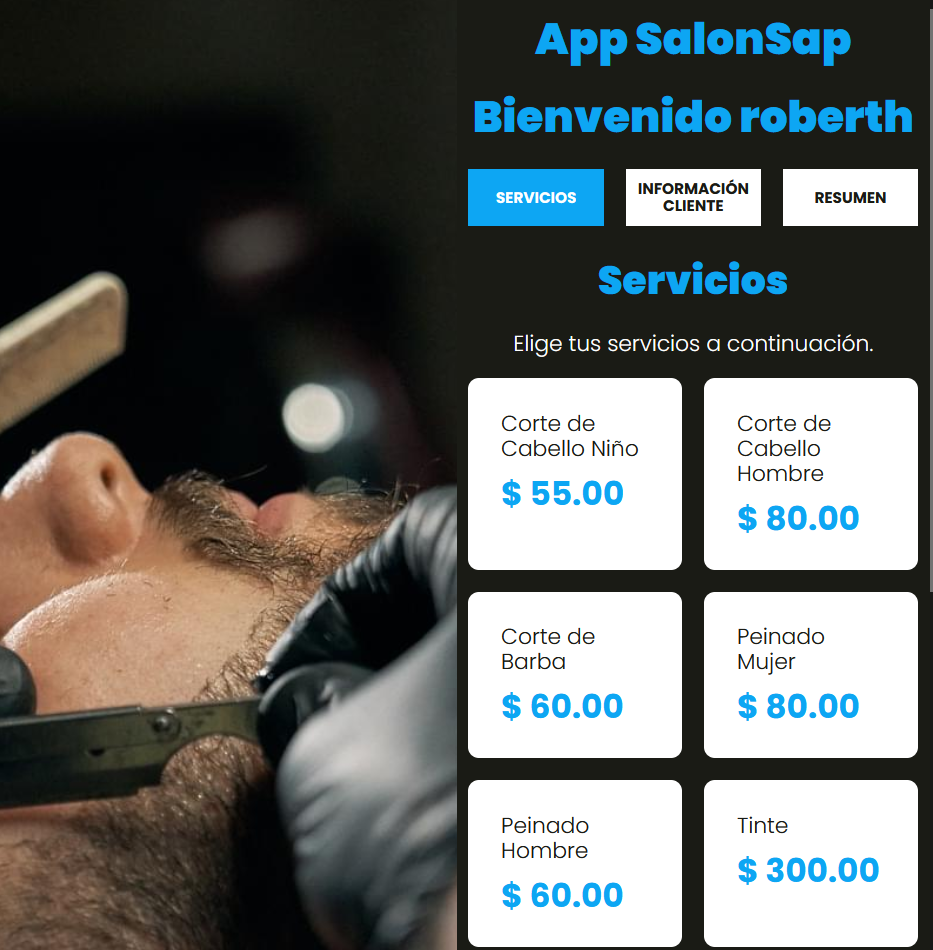 App SalonSap
Bienvenido roberth
SERVICIOS
INFORMACIÓN
CLIENTE
RESUMEN
Servicios
Elige tus servicios a continuación.
Corte de
Cabello Niño
$ 55.00
Corte de
Cabello
Hombre
$ 80.00
Corte de
Barba
$ 60.00
Peinado
Mujer
$ 80.00
Peinado
Hombre
$ 60.00
Tinte
$ 300.00